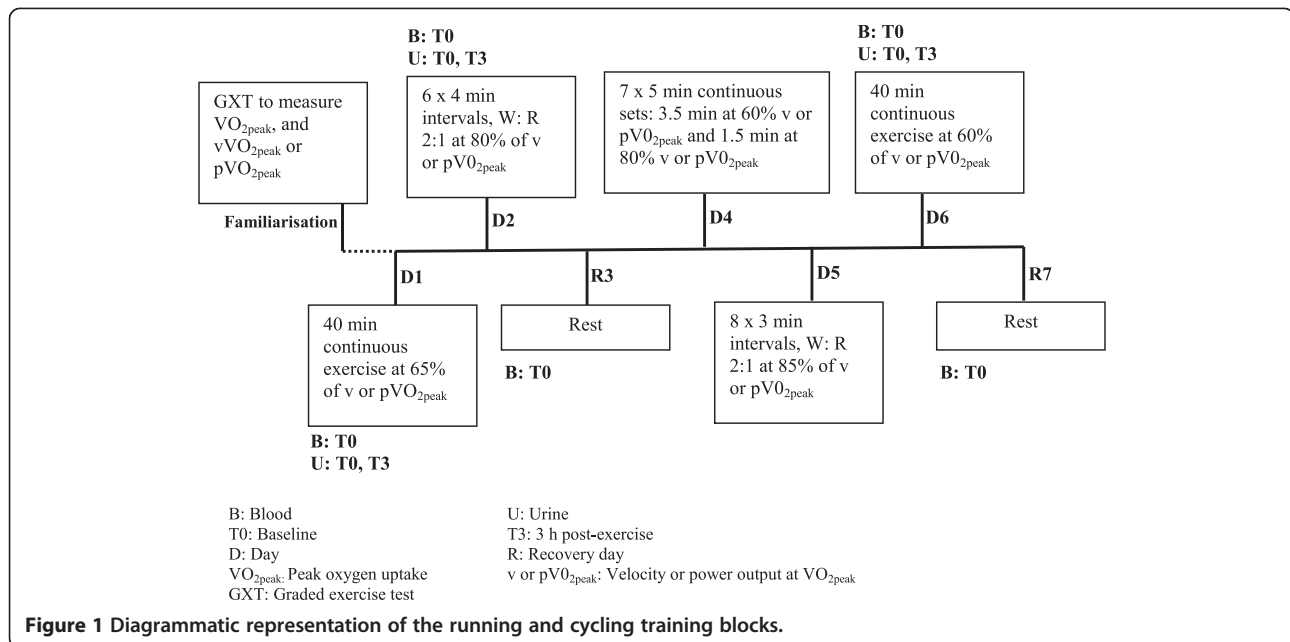 B: T0
U: T0, T3
B: T0
U: T0, T3
GXT to measure
VO2peak, and
vVO2peak or
pVO2peak
6 x 4 min
intervals, W: R
2:1 at 80% of v
or pV02peak
7 x 5 min continuous
sets: 3.5 min at 60% v or
pV02peak and 1.5 min at
80% v or pV02peak
40 min
continuous
exercise at 60%
of v or pV02peak
Familiarisation
D2
D4
D6
D1
R3
D5
R7
40 min
continuous
exercise at 65%
of v or pVO2peak
Rest
8 x 3 min
intervals, W: R
2:1 at 85% of v
or pV02peak
Rest
B: T0
U: T0, T3
B: T0
B: T0
B: Blood
T0: Baseline
D: Day
VO2peak: Peak oxygen uptake
GXT: Graded exercise test
U: Urine
T3: 3 h post-exercise
R: Recovery day
v or pV02peak: Velocity or power output at VO2peak
Figure 1 Diagrammatic representation of the running and cycling training blocks.